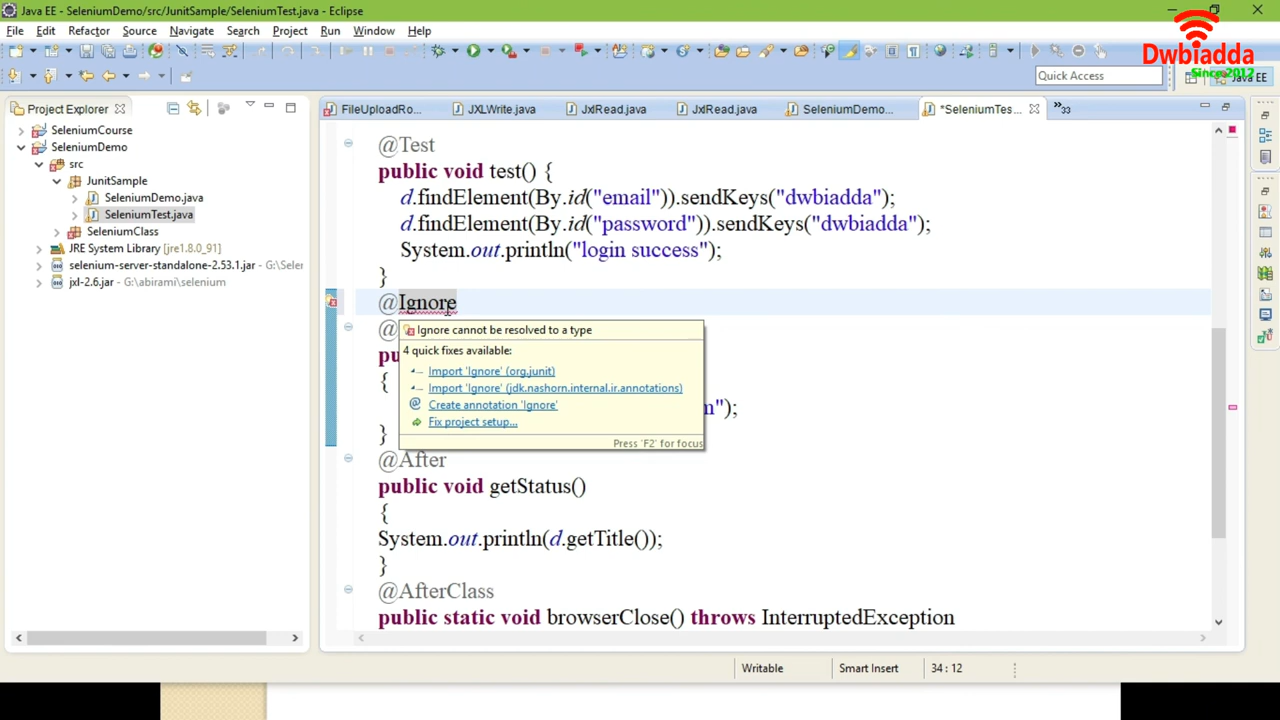 Java EE - SeleniumDemo/src/JunitSample/SeleniumTest.java - Eclipse
File Edit Refactor Source Navigate Search Project Run Window Help
Dwbiadda
Since 2012
Quick Access
Java EE
Project Explorer
FileUploadRo...
JXLWrite.java
JxlRead.java
JxlRead.java
SeleniumDemo...
*SeleniumTes...
»33
SeleniumCourse
SeleniumDemo
src
JunitSample
SeleniumDemo.java
SeleniumTest.java
SeleniumClass
JRE System Library [jre1.8.0_91]
selenium-server-standalone-2.53.1.jar - G:\Seler
jxl-2.6.jar - G:\abirami\selenium
@Test
public void test() {
d.findElement(By.id("email")).sendKeys("dwbiadda");
d.findElement(By.id("password")).sendKeys("dwbiadda");
System.out.println("login success");
}
@Ignore
@
Ignore cannot be resolved to a type
4 quick fixes available:
pu
Import 'Ignore' (org.junit)
{
Import 'Ignore' (jdk.nashorn.internal.ir.annotations)
Create annotation 'Ignore'
m");
Fix project setup...
}
Press 'F2' for focus
@After
public void getStatus()
{
System.out.println(d.getTitle());
}
@AfterClass
public static void browserClose() throws InterruptedException
Writable
Smart Insert
34 : 12